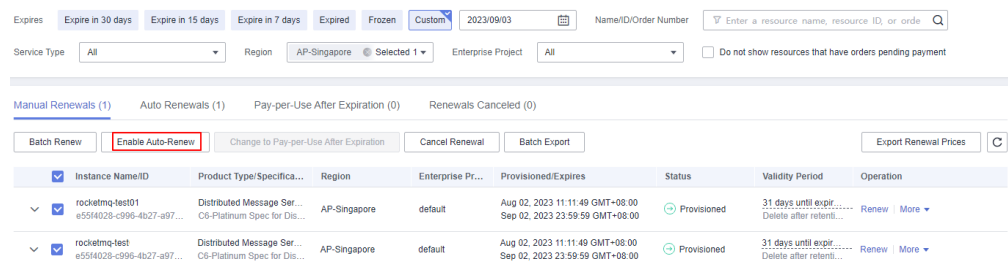 Expires Expire in 30 days Expire in 15 days Expire in 7 days Expired Frozen Custom 2023/09/03 Name/ID/Order Number Enter a resource name, resource ID, or orde
Service Type All Region AP-Singapore Selected 1 Enterprise Project All Do not show resources that have orders pending payment
Manual Renewals (1) Auto Renewals (1) Pay-per-Use After Expiration (0) Renewals Canceled (0)
Batch Renew Enable Auto-Renew Change to Pay-per-Use After Expiration Cancel Renewal Batch Export Export Renewal Prices
Instance Name/ID Product Type/Specifica... Region Enterprise Pr... Provisioned/Expires Status Validity Period Operation
rocketmq-test01 Distributed Message Ser... AP-Singapore default Aug 02, 2023 11:11:49 GMT+08:00 Provisioned 31 days until expir... Renew More
e55f4028-c996-4b27-a97... C6-Platinum Spec for Dis... Sep 02, 2023 23:59:59 GMT+08:00 Delete after retenti...
rocketmq-test Distributed Message Ser... AP-Singapore default Aug 02, 2023 11:11:49 GMT+08:00 Provisioned 31 days until expir... Renew More
e55f4028-c996-4b27-a97... C6-Platinum Spec for Dis... Sep 02, 2023 23:59:59 GMT+08:00 Delete after retenti...